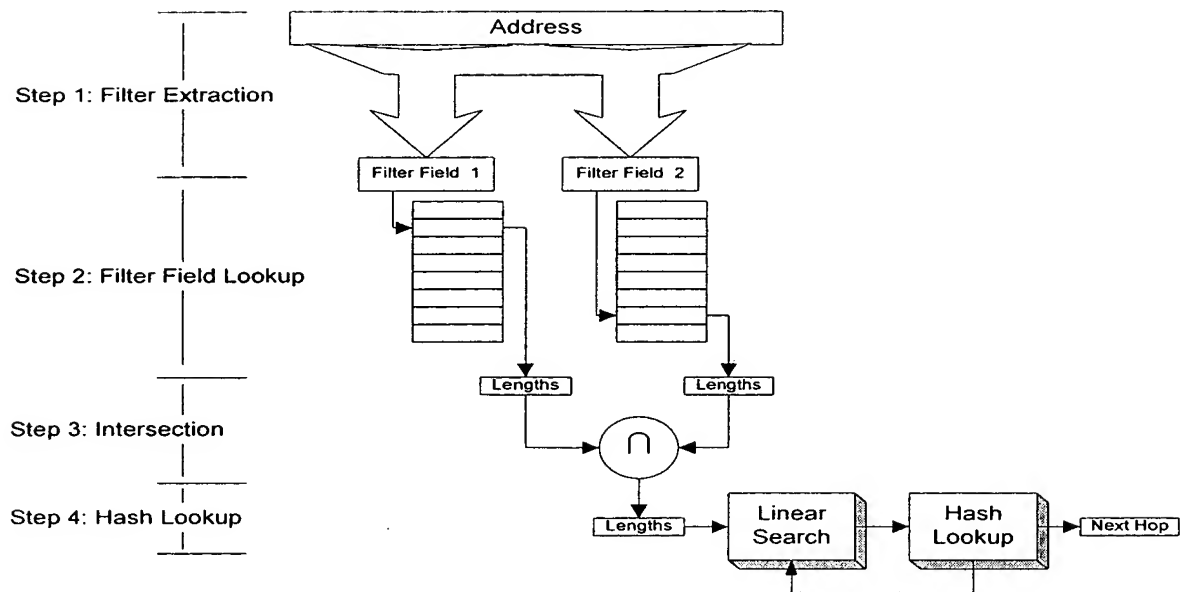 Address
Step 1: Filter Extraction
Filter Field 1
Filter Field 2
Step 2: Filter Field Lookup
Lengths
Lengths
Step 3: Intersection
∩
Step 4: Hash Lookup
Lengths
Linear
Search
Hash
Lookup
Next Hop